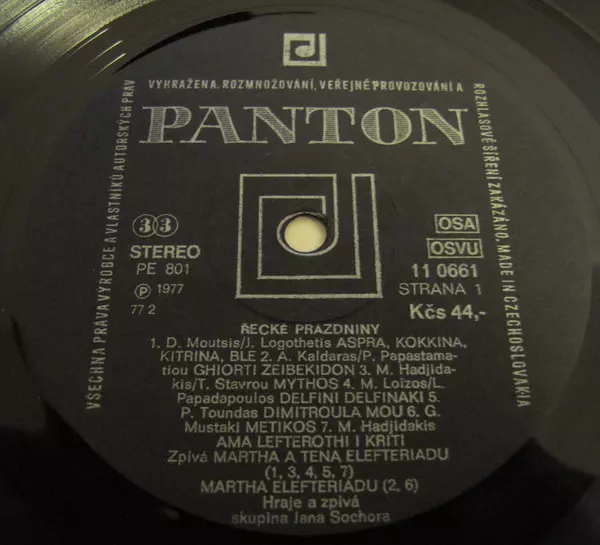 VYHRAŽENA. ROZMNOŽOVÁNÍ, VEŘEJNÉ PROVOZOVÁNÍ A
ROZHLASOVÉ ŠÍŘENÍ ZAKÁZÁNO. MADE IN CZECHOSLOVAKIA
VŠECHNA PRÁVA VÝROBCE A VLASTNÍKŮ AUTORSKÝCH PRÁV
PANTON
33
STEREO
PE 801
Ⓟ 1977
77 2
OSA
OSVU
11 0661
STRANA 1
Kčs 44,-
ŘECKÉ PRÁZDNINY
1. D. Moutsis/J. Logothetis ASPRA, KOKKINA,
KITRINA, BLE 2. A. Kaldaras/P. Papastama-
tiou GHIORTI ZEIBEKIDON 3. M. Hadjida-
kis/T. Stavrou MYTHOS 4. M. Loïzos/L.
Papadapoulos DELFINI DELFINAKI 5.
P. Toundas DIMITROULA MOU 6. G.
Mustaki METIKOS 7. M. Hadjidakis
AMA LEFTEROTHI I KRITI
Zpívá MARTHA A TENA ELEFTERIADU
(1, 3, 4, 5, 7)
MARTHA ELEFTERIADU (2, 6)
Hraje a zpívá
skupina Jana Sochora